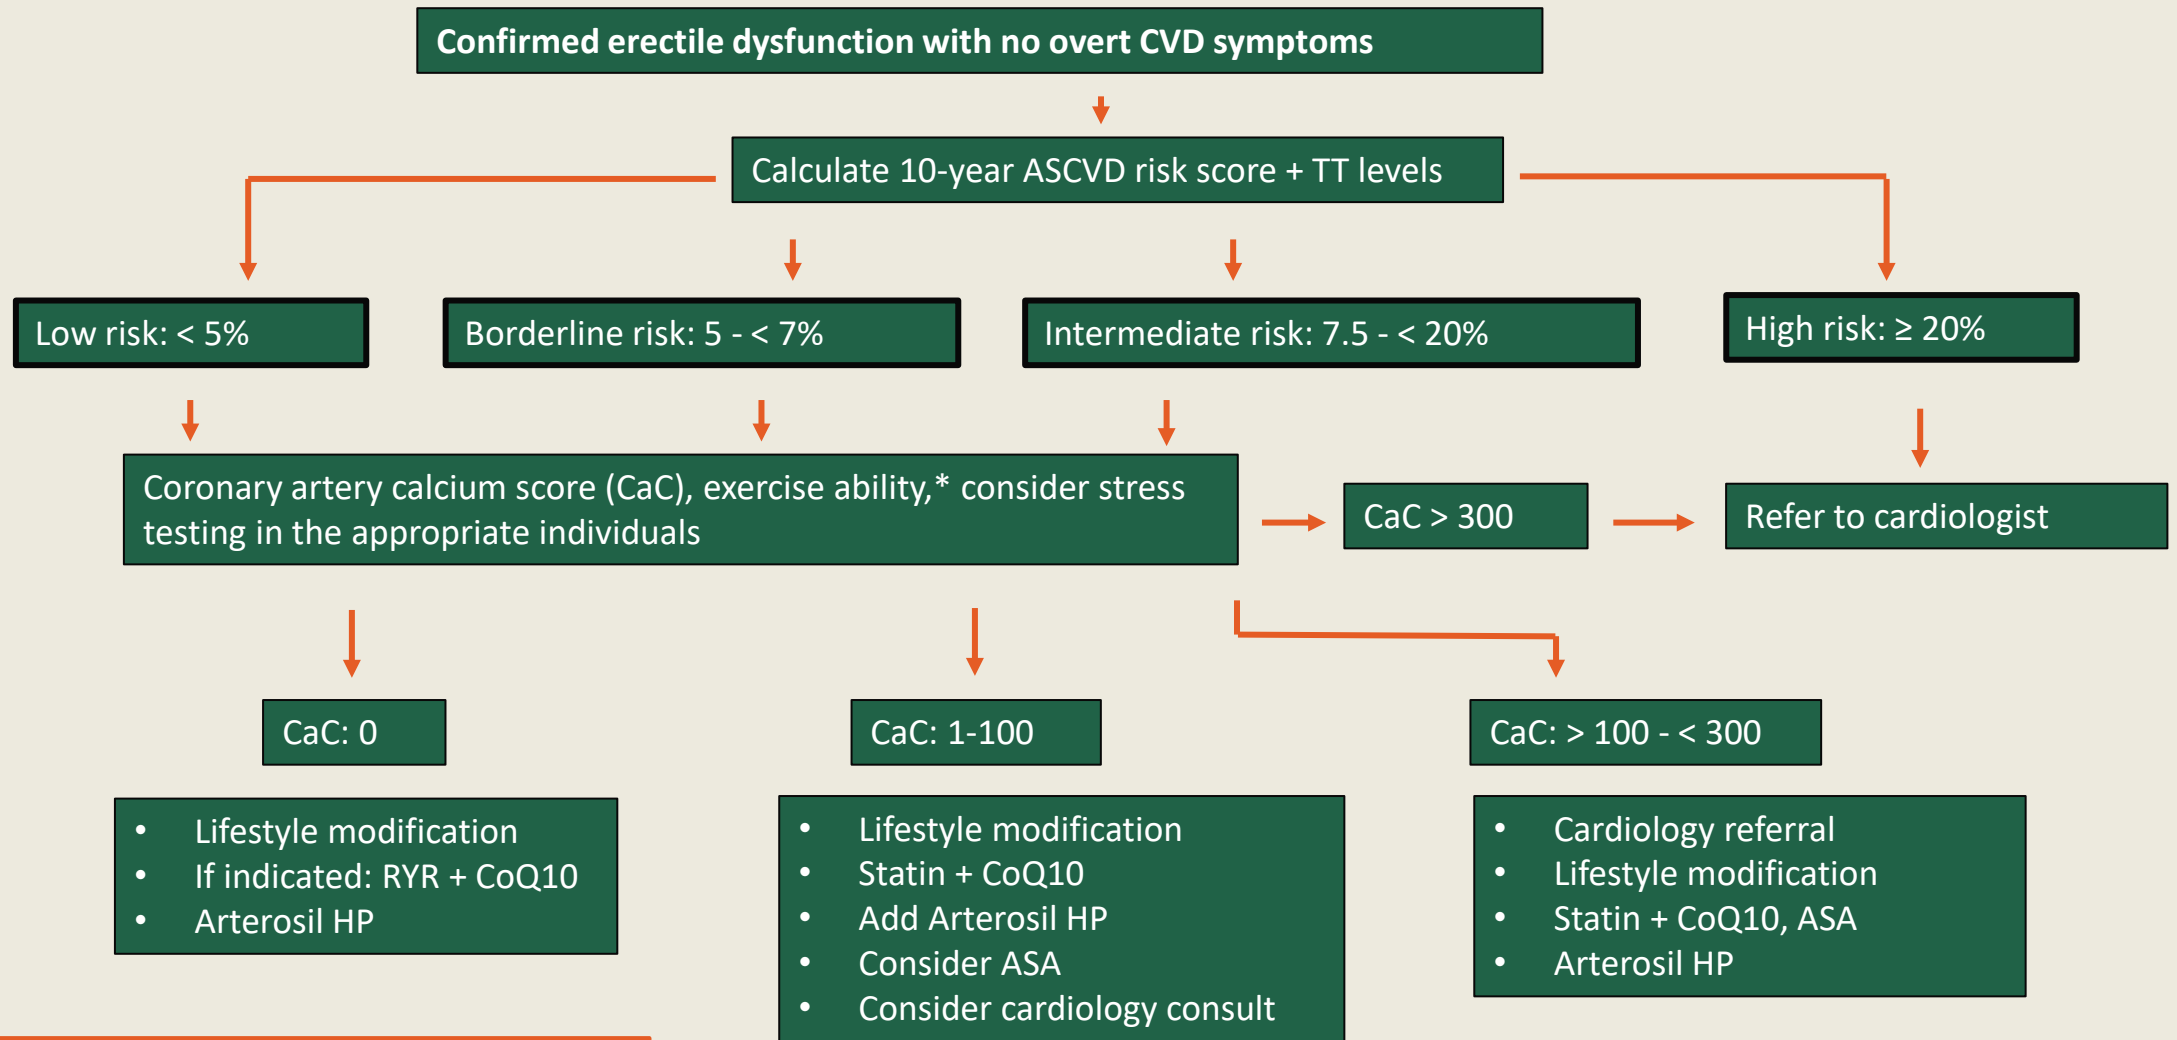 Confirmed erectile dysfunction with no overt CVD symptoms
Calculate 10-year ASCVD risk score + TT levels
Low risk: < 5%
Borderline risk: 5 - < 7%
Intermediate risk: 7.5 - < 20%
High risk: ≥ 20%
Coronary artery calcium score (CaC), exercise ability,* consider stress
testing in the appropriate individuals
CaC > 300
Refer to cardiologist
CaC: 0
CaC: 1-100
CaC: > 100 - < 300
• Lifestyle modification
• If indicated: RYR + CoQ10
• Arterosil HP
• Lifestyle modification
• Statin + CoQ10
• Add Arterosil HP
• Consider ASA
• Consider cardiology consult
• Cardiology referral
• Lifestyle modification
• Statin + CoQ10, ASA
• Arterosil HP